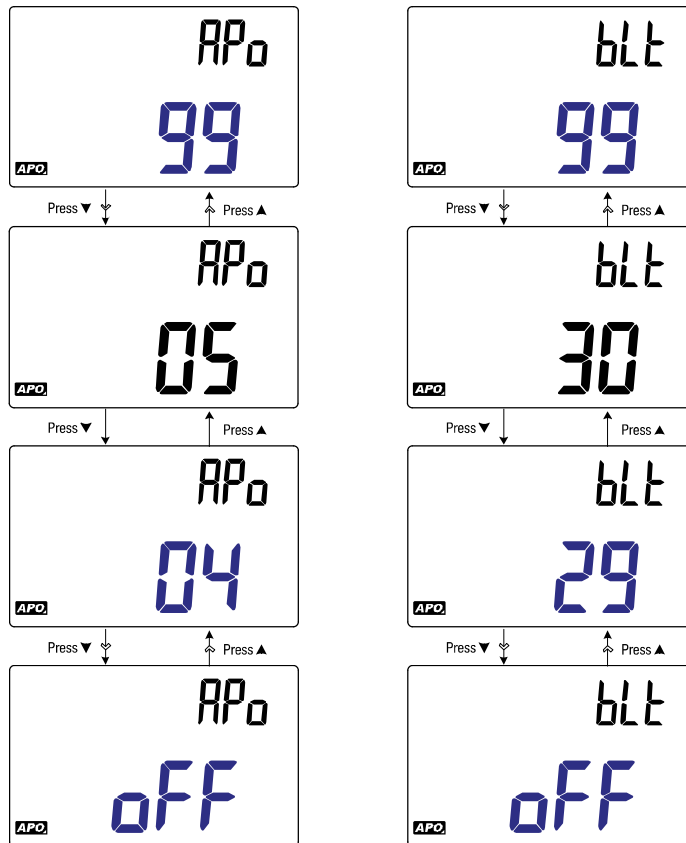 APo
99
APO
Press ▼
Press ▲
APo
05
APO
Press ▼
Press ▲
APo
04
APO
Press ▼
Press ▲
APo
oFF
APO
bLt
99
APO
Press ▼
Press ▲
bLt
30
APO
Press ▼
Press ▲
bLt
29
APO
Press ▼
Press ▲
bLt
oFF
APO